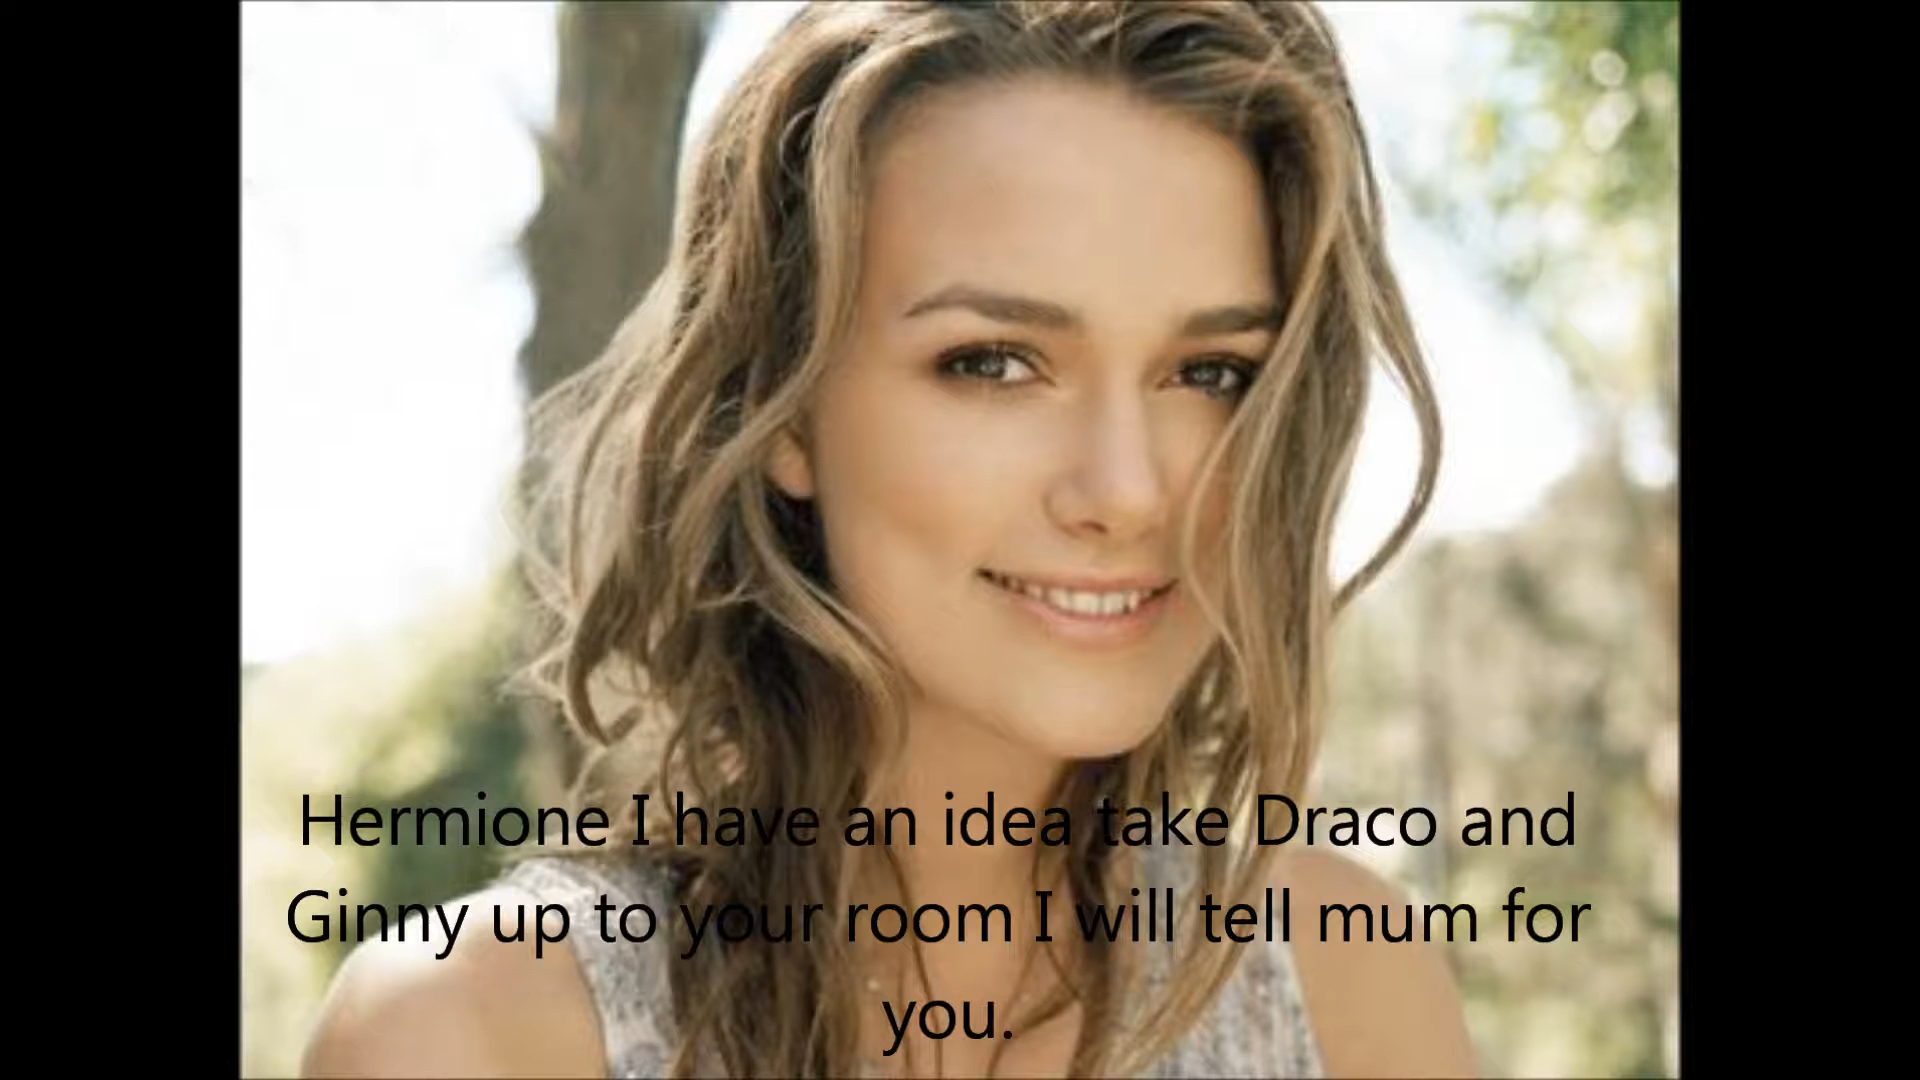 Hermione I have an idea take Draco and
Ginny up to your room I will tell mum for
you.